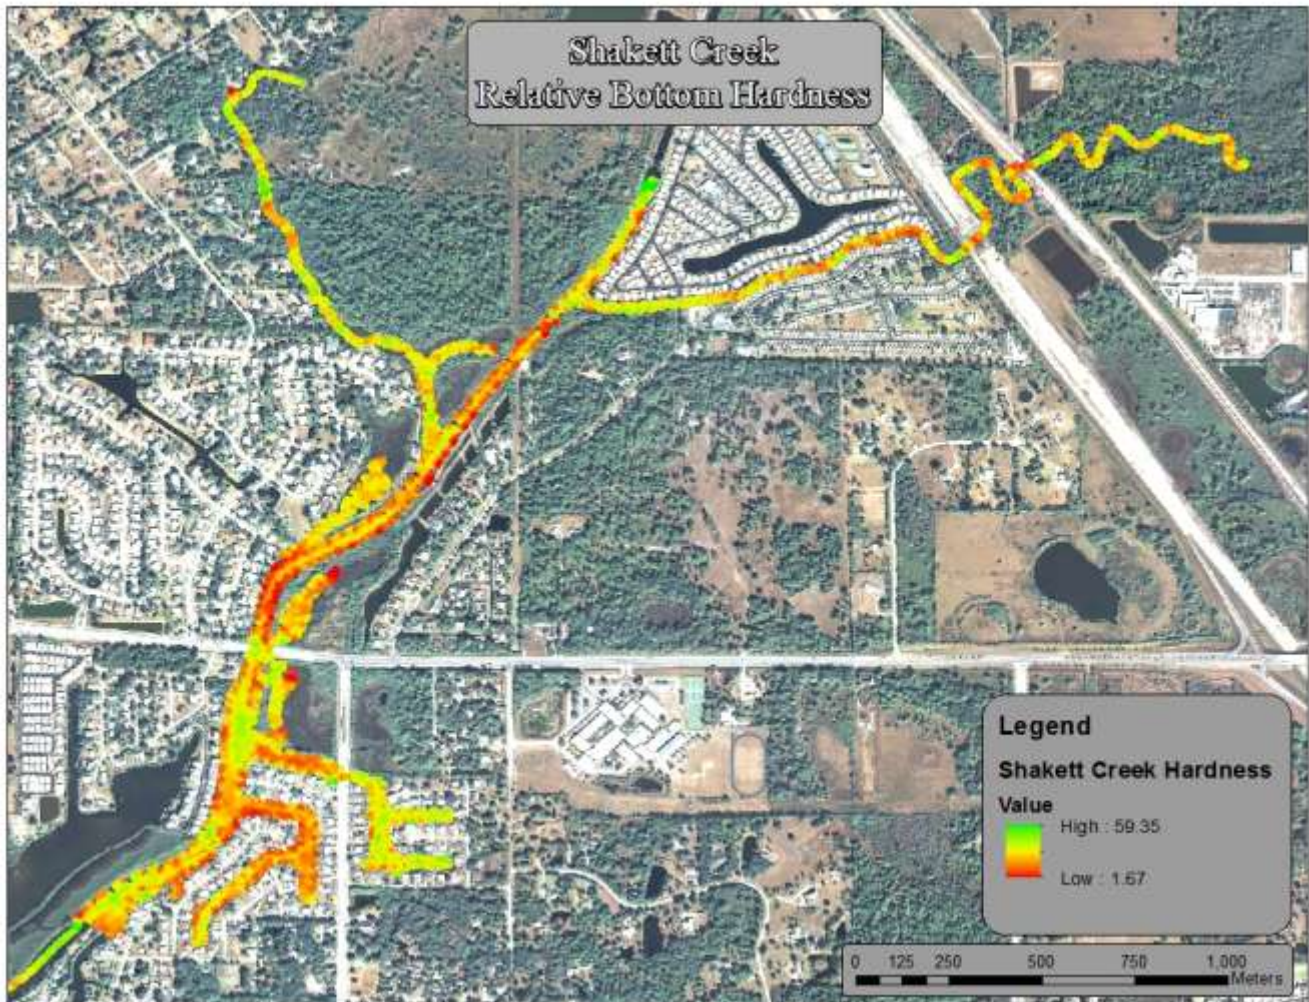 Shakett Creek
Relative Bottom Hardness
Legend
Shakett Creek Hardness
Value
High : 59.35
Low : 1.67
0 125 250 500 750 1,000
Meters